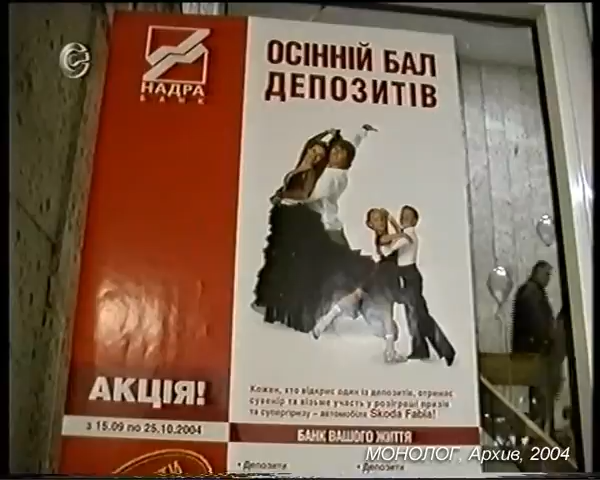 НАДРА
БАНК
ОСІННІЙ БАЛ
ДЕПОЗИТІВ
АКЦІЯ!
з 15.09 по 25.10.2004
Кожен, хто відкриє один із депозитів, отримає
сувенір та візьме участь у розіграші призів
та суперпризу – автомобіля Skoda Fabia!
БАНК ВАШОГО ЖИТТЯ
• Депозити
• Депозити
МОНОЛОГ. Архив, 2004